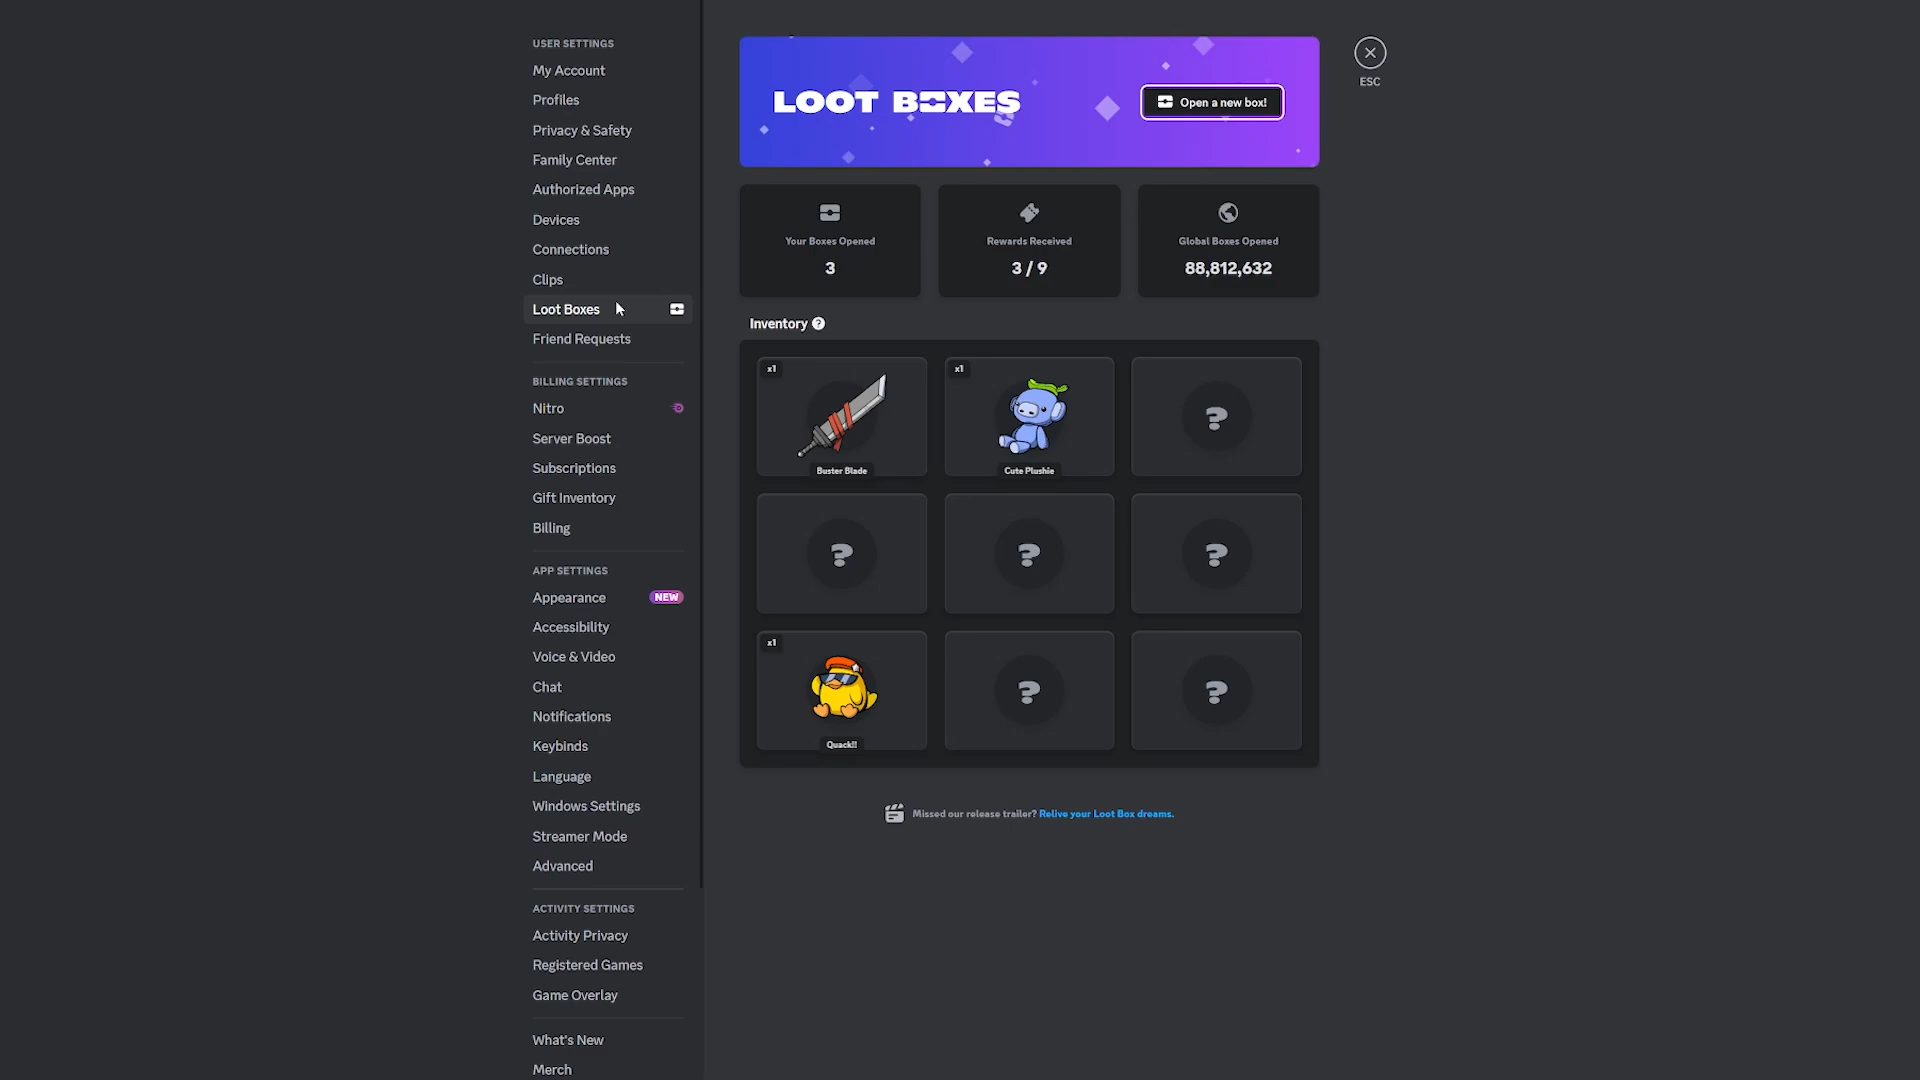 USER SETTINGS
My Account
Profiles
Privacy & Safety
Family Center
Authorized Apps
Devices
Connections
Clips
Loot Boxes
Friend Requests
BILLING SETTINGS
Nitro
Server Boost
Subscriptions
Gift Inventory
Billing
APP SETTINGS
Appearance NEW
Accessibility
Voice & Video
Chat
Notifications
Keybinds
Language
Windows Settings
Streamer Mode
Advanced
ACTIVITY SETTINGS
Activity Privacy
Registered Games
Game Overlay
What's New
Merch
LOOT BOXES
Open a new box!
ESC
Your Boxes Opened
3
Rewards Received
3 / 9
Global Boxes Opened
88,812,632
Inventory ?
x1
Buster Blade
x1
Cute Plushie
?
?
?
?
x1
Quack!!
?
?
Missed our release trailer? Relive your Loot Box dreams.